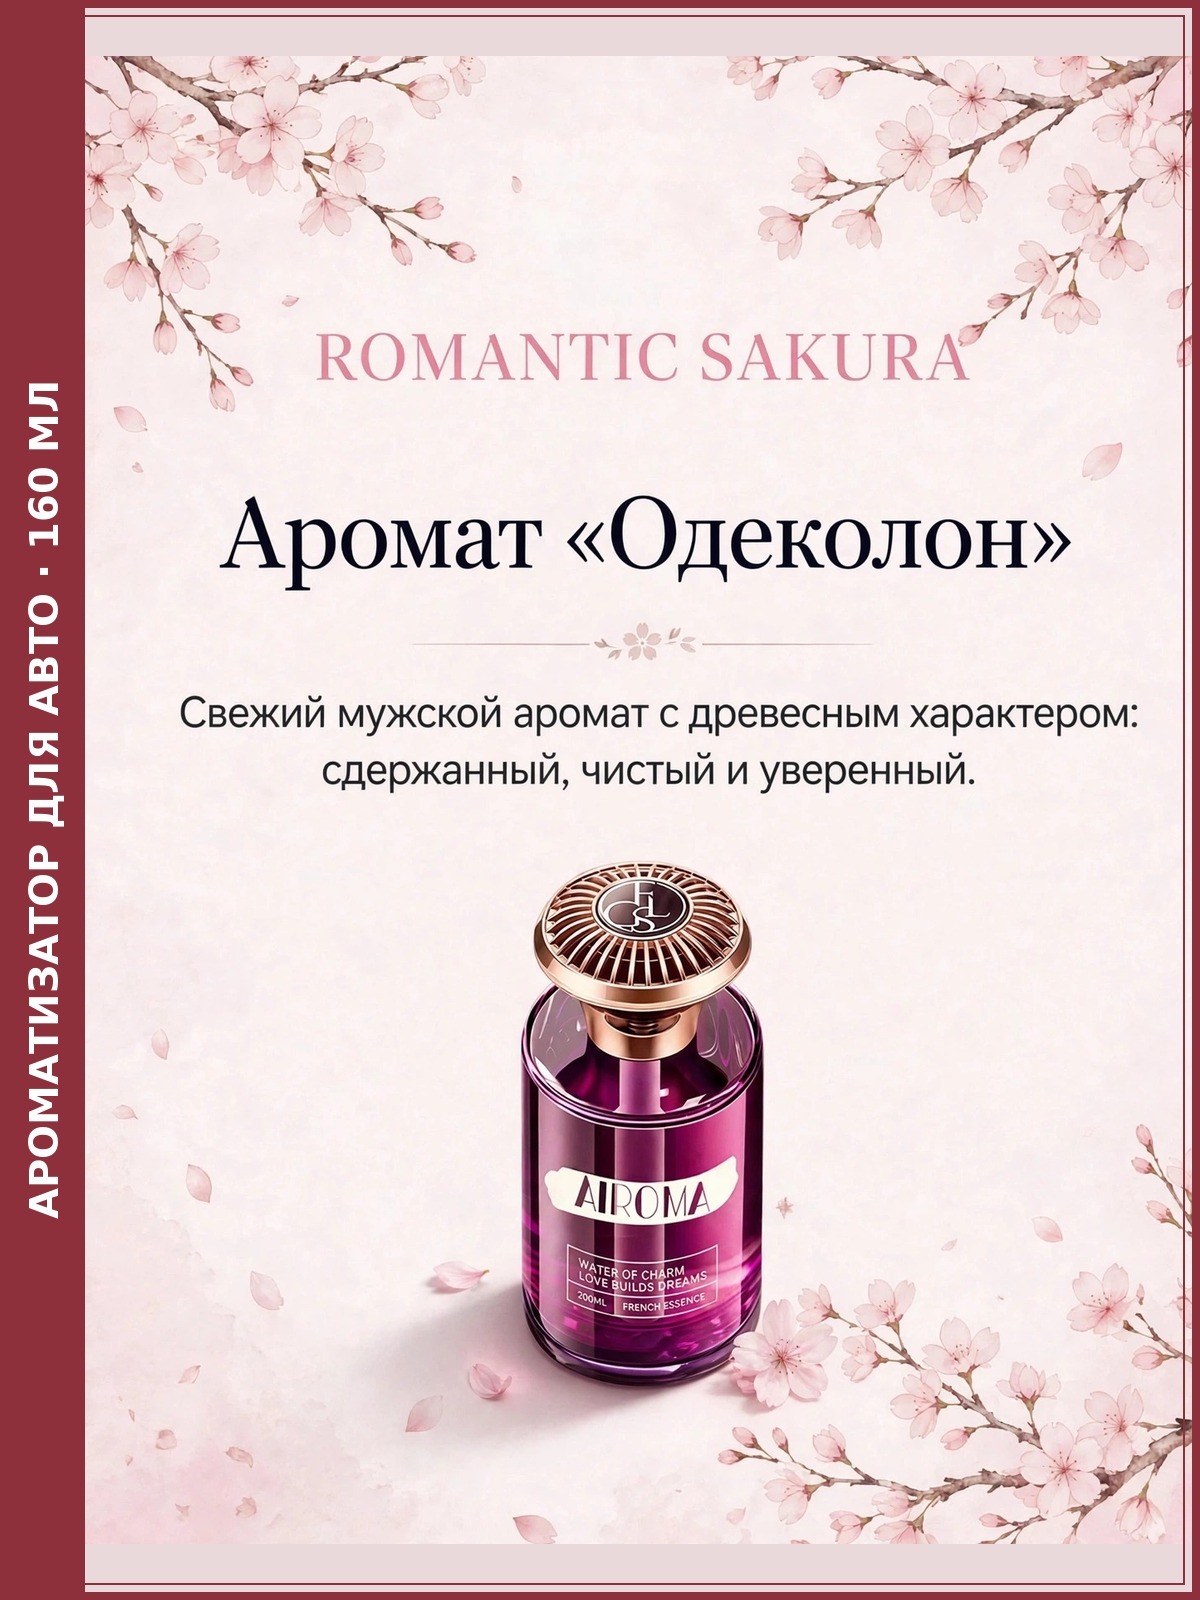 АРОМАТИЗАТОР ДЛЯ АВТО · 160 МЛ
ROMANTIC SAKURA
Аромат «Одеколон»
Свежий мужской аромат с древесным характером:
сдержанный, чистый и уверенный.
AIROMA
WATER OF CHARM
LOVE BUILDS DREAMS
200ML FRENCH ESSENCE